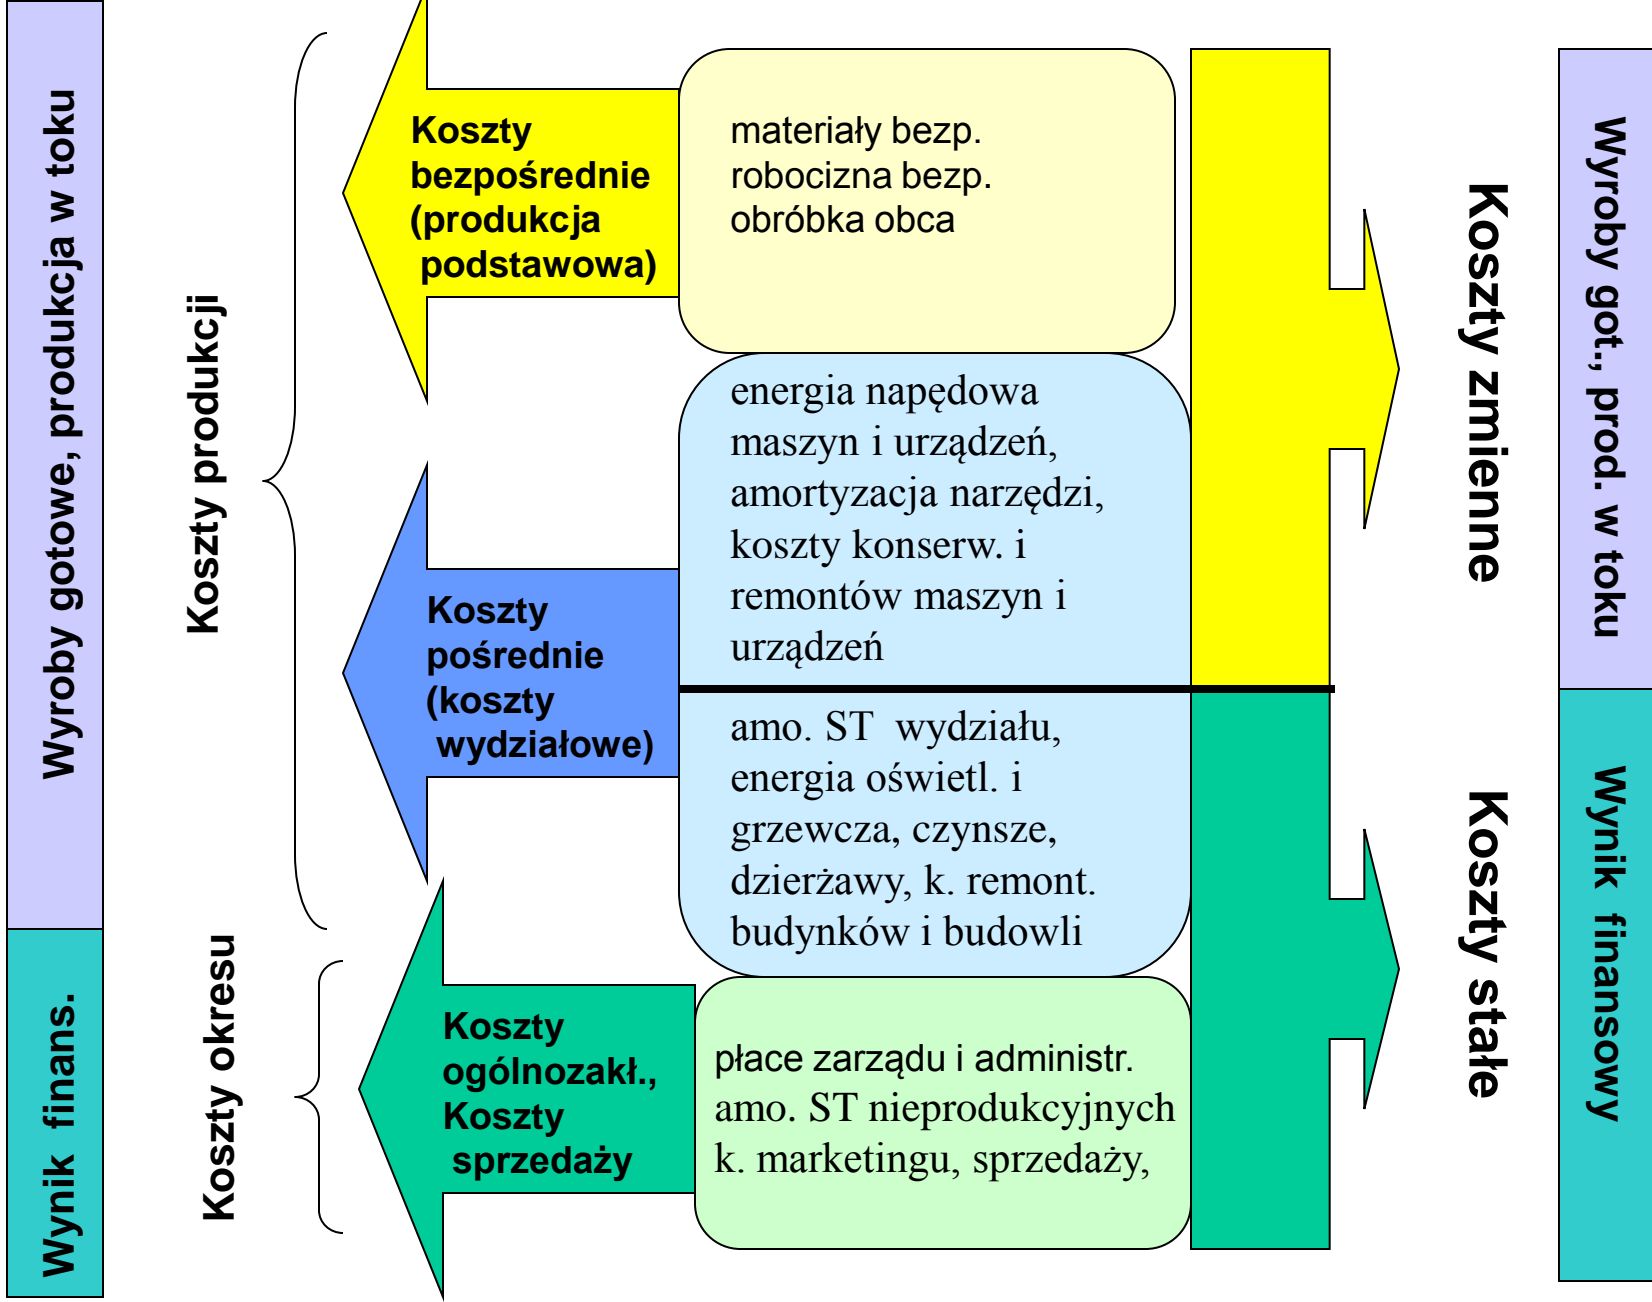 Wyroby gotowe, produkcja w toku
Wynik finans.
Koszty produkcji
Koszty okresu
Koszty
bezpośrednie
(produkcja
podstawowa)
Koszty
pośrednie
(koszty
wydziałowe)
Koszty
ogólnozakł.,
Koszty
sprzedaży
materiały bezp.
robocizna bezp.
obróbka obca
energia napędowa
maszyn i urządzeń,
amortyzacja narzędzi,
koszty konserw. i
remontów maszyn i
urządzeń
amo. ST wydziału,
energia oświetl. i
grzewcza, czynsze,
dzierżawy, k. remont.
budynków i budowli
płace zarządu i administr.
amo. ST nieprodukcyjnych
k. marketingu, sprzedaży,
Koszty zmienne
Koszty stałe
Wyroby got., prod. w toku
Wynik finansowy